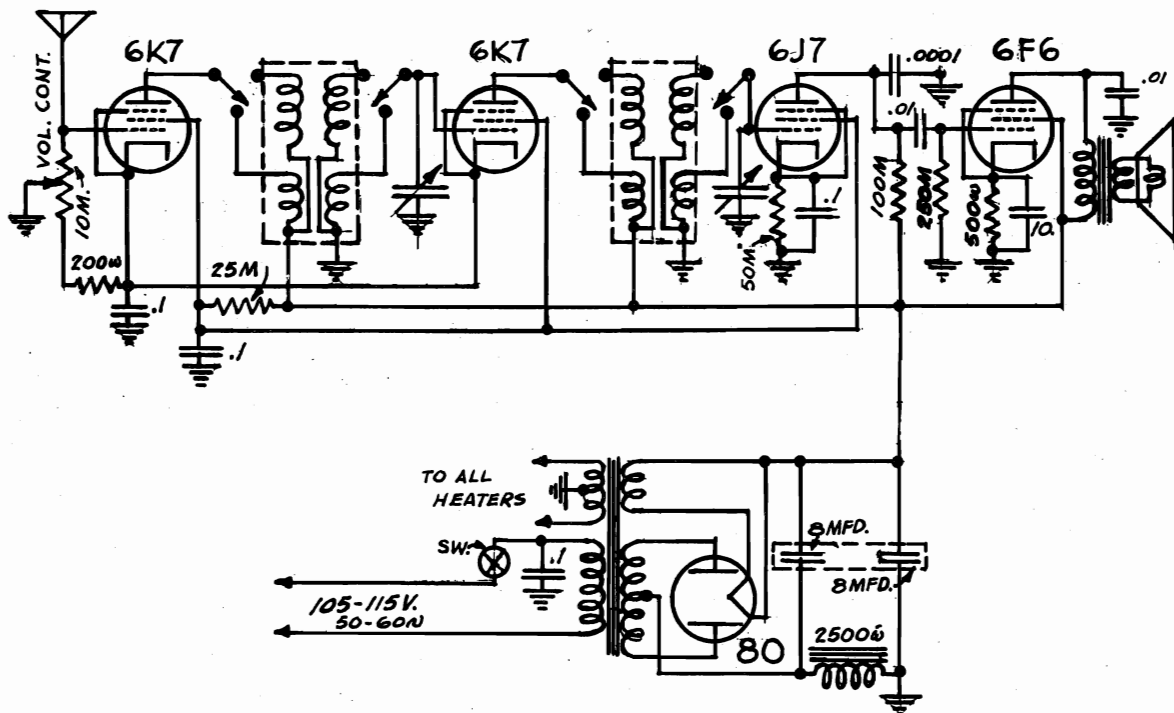 6K7
6K7
6J7
6F6
.0001
.01
.01
VOL. CONT.
10M.
200ω
25M
.1
.1
50M.
.1
100M
250M
500ω
10.
TO ALL
HEATERS
SW.
.1
105-115V.
50-60N
80
8MFD.
8MFD.
2500ω